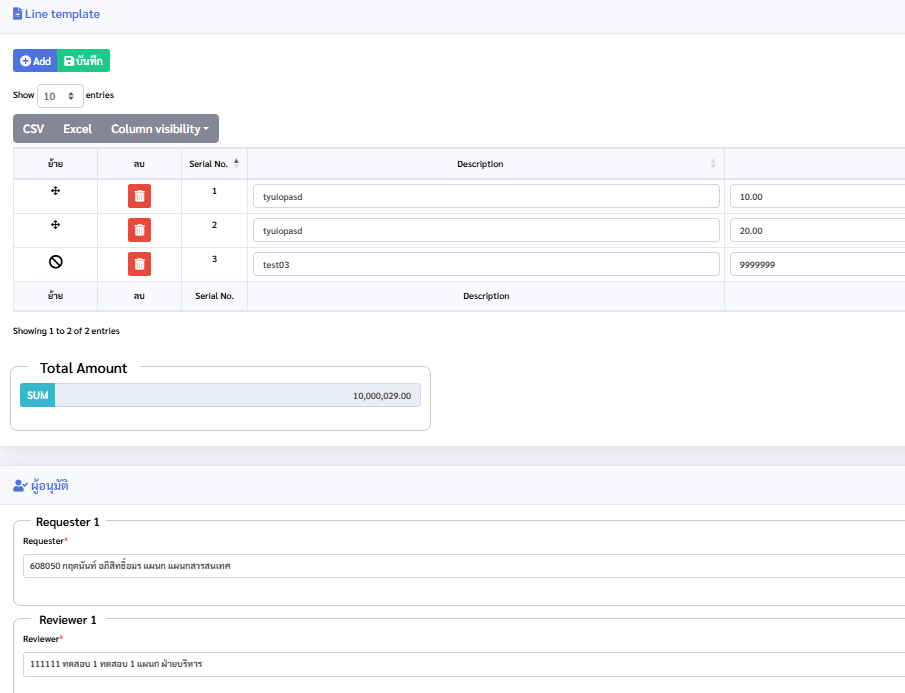 Line template
Add บันทึก
Show 10 entries
CSV Excel Column visibility
ย้าย ลบ Serial No. Description
1 tyuiopasd 10.00
2 tyuiopasd 20.00
3 test03 9999999
ย้าย ลบ Serial No. Description
Showing 1 to 2 of 2 entries
Total Amount
SUM 10,000,029.00
ผู้อนุมัติ
Requester 1
Requester*
608050 กฤตนันท์ อภิสิทธิ์อมร แผนก แผนกสารสนเทศ
Reviewer 1
Reviewer*
111111 ทดสอบ 1 ทดสอบ 1 แผนก ฝ่ายบริหาร